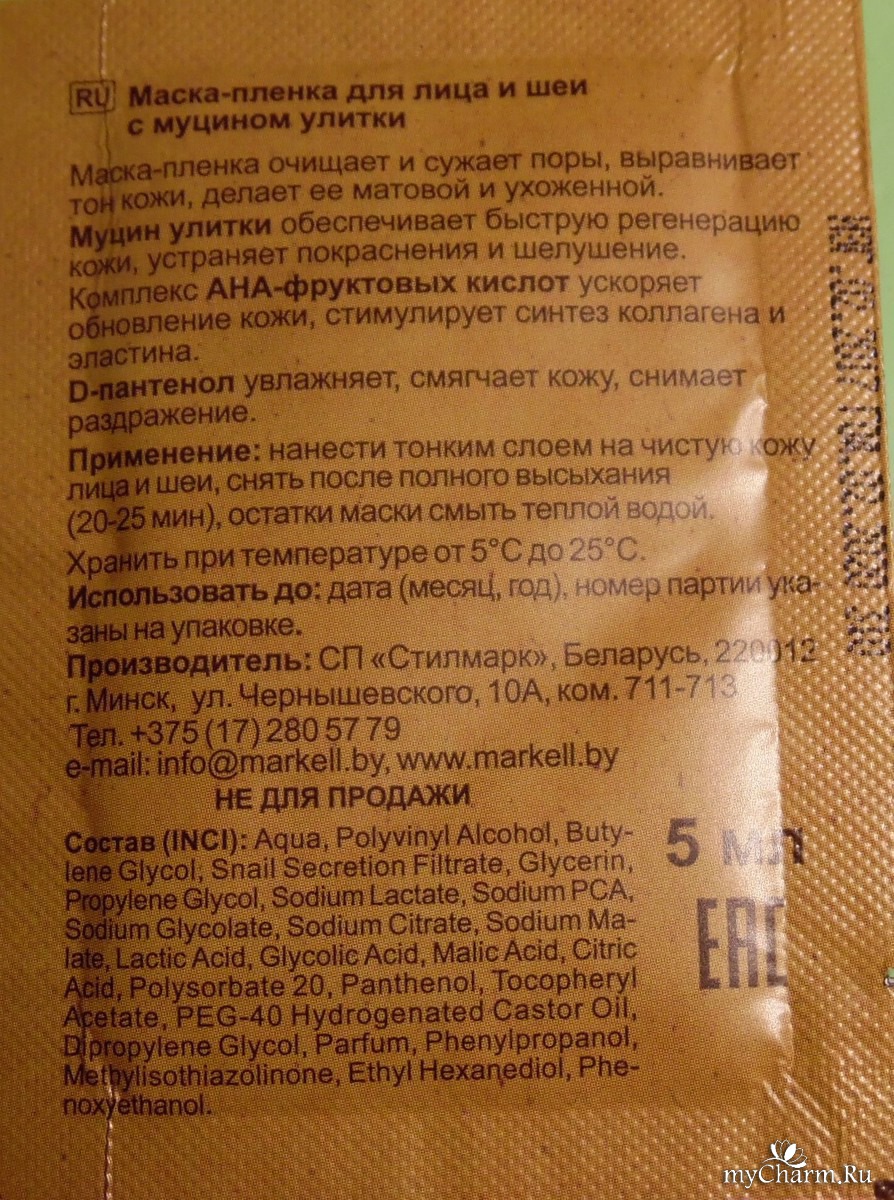 RU Маска-пленка для лица и шеи
с муцином улитки
Маска-пленка очищает и сужает поры, выравнивает
тон кожи, делает ее матовой и ухоженной.
Муцин улитки обеспечивает быструю регенерацию
кожи, устраняет покраснения и шелушение.
Комплекс АНА-фруктовых кислот ускоряет
обновление кожи, стимулирует синтез коллагена и
эластина.
D-пантенол увлажняет, смягчает кожу, снимает
раздражение.
Применение: нанести тонким слоем на чистую кожу
лица и шеи, снять после полного высыхания
(20-25 мин), остатки маски смыть теплой водой.
Хранить при температуре от 5°С до 25°С.
Использовать до: дата (месяц, год), номер партии ука-
заны на упаковке.
Производитель: СП «Стилмарк», Беларусь, 220012
г. Минск, ул. Чернышевского, 10А, ком. 711-713
Тел. +375 (17) 280 57 79
e-mail: info@markell.by, www.markell.by
НЕ ДЛЯ ПРОДАЖИ
Состав (INCI): Aqua, Polyvinyl Alcohol, Buty-
lene Glycol, Snail Secretion Filtrate, Glycerin,
Propylene Glycol, Sodium Lactate, Sodium PCA,
Sodium Glycolate, Sodium Citrate, Sodium Ma-
late, Lactic Acid, Glycolic Acid, Malic Acid, Citric
Acid, Polysorbate 20, Panthenol, Tocopheryl
Acetate, PEG-40 Hydrogenated Castor Oil,
Dipropylene Glycol, Parfum, Phenylpropanol,
Methylisothiazolinone, Ethyl Hexanediol, Phe-
noxyethanol.
5 мл
EAC
myCharm.Ru